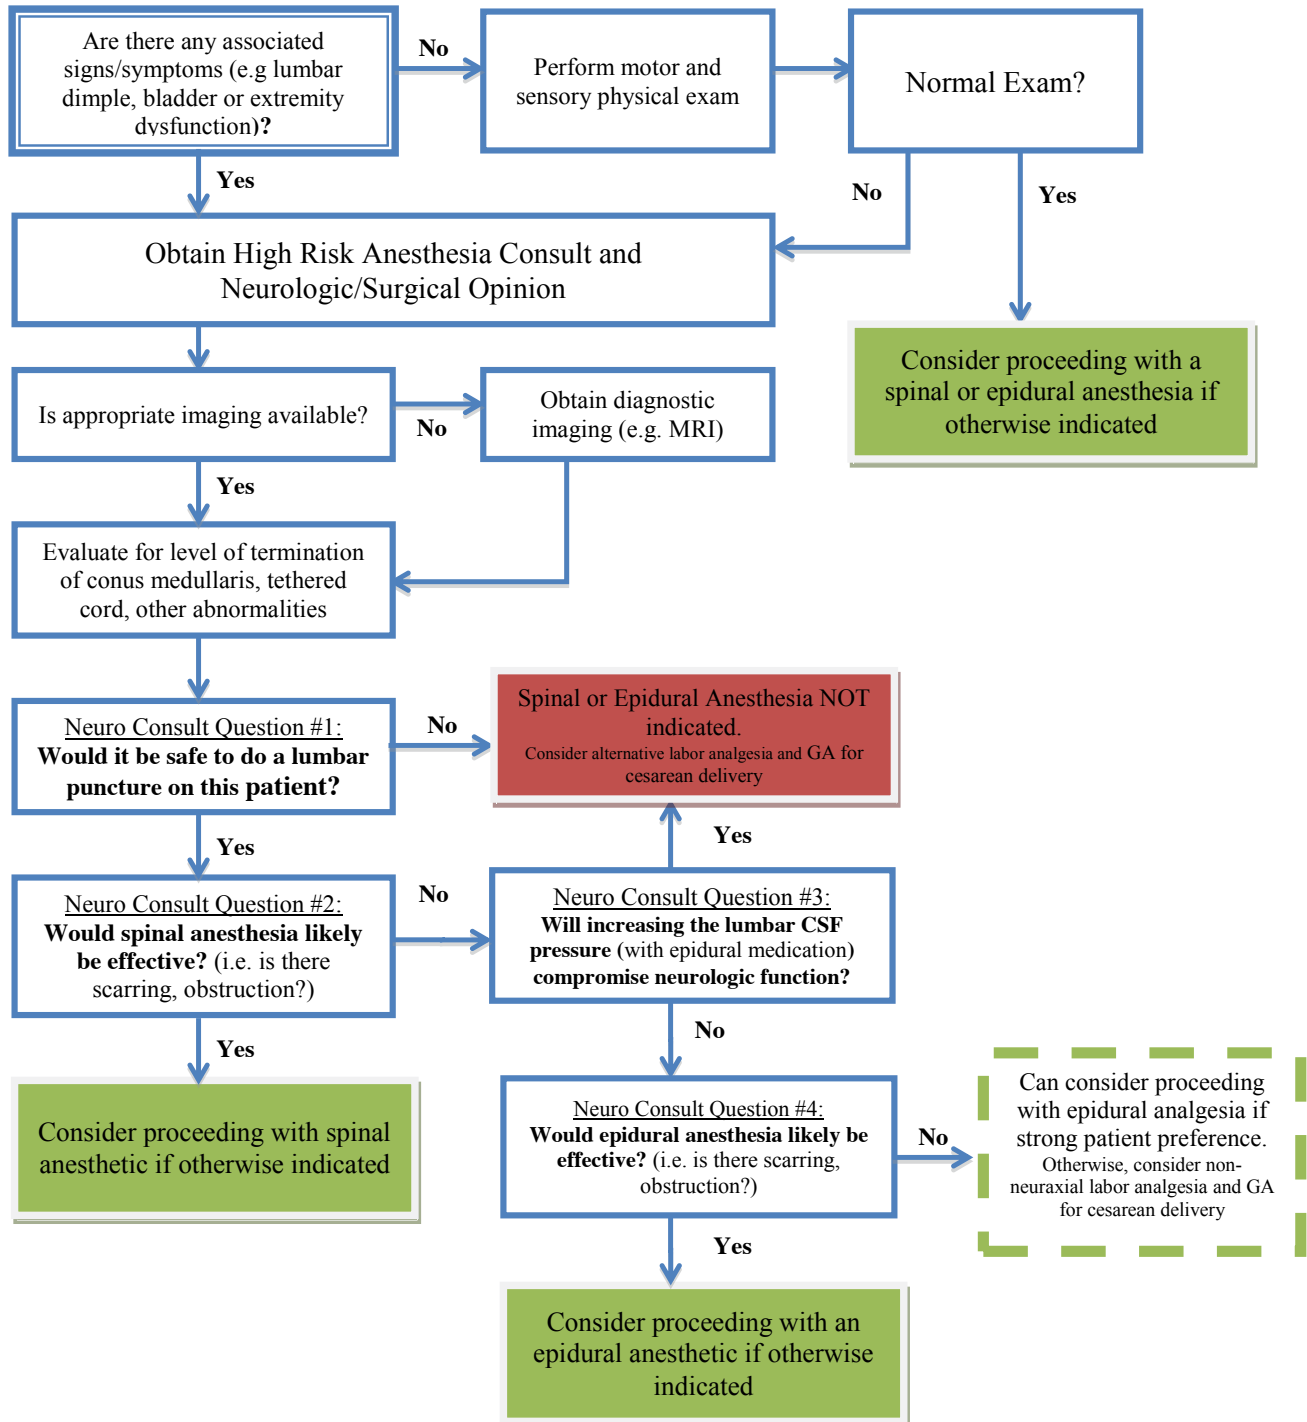 Are there any associated
signs/symptoms (e.g lumbar
dimple, bladder or extremity
dysfunction)?
No
Perform motor and
sensory physical exam
Normal Exam?
Yes
No
Yes
Obtain High Risk Anesthesia Consult and
Neurologic/Surgical Opinion
Consider proceeding with a
spinal or epidural anesthesia if
otherwise indicated
Is appropriate imaging available?
No
Obtain diagnostic
imaging (e.g. MRI)
Yes
Evaluate for level of termination
of conus medullaris, tethered
cord, other abnormalities
Neuro Consult Question #1:
Would it be safe to do a lumbar
puncture on this patient?
No
Spinal or Epidural Anesthesia NOT
indicated.
Consider alternative labor analgesia and GA for
cesarean delivery
Yes
Yes
Neuro Consult Question #2:
Would spinal anesthesia likely
be effective? (i.e. is there
scarring, obstruction?)
No
Neuro Consult Question #3:
Will increasing the lumbar CSF
pressure (with epidural medication)
compromise neurologic function?
Yes
No
Consider proceeding with spinal
anesthetic if otherwise indicated
Neuro Consult Question #4:
Would epidural anesthesia likely be
effective? (i.e. is there scarring,
obstruction?)
No
Can consider proceeding
with epidural analgesia if
strong patient preference.
Otherwise, consider non-
neuraxial labor analgesia and GA
for cesarean delivery
Yes
Consider proceeding with an
epidural anesthetic if otherwise
indicated